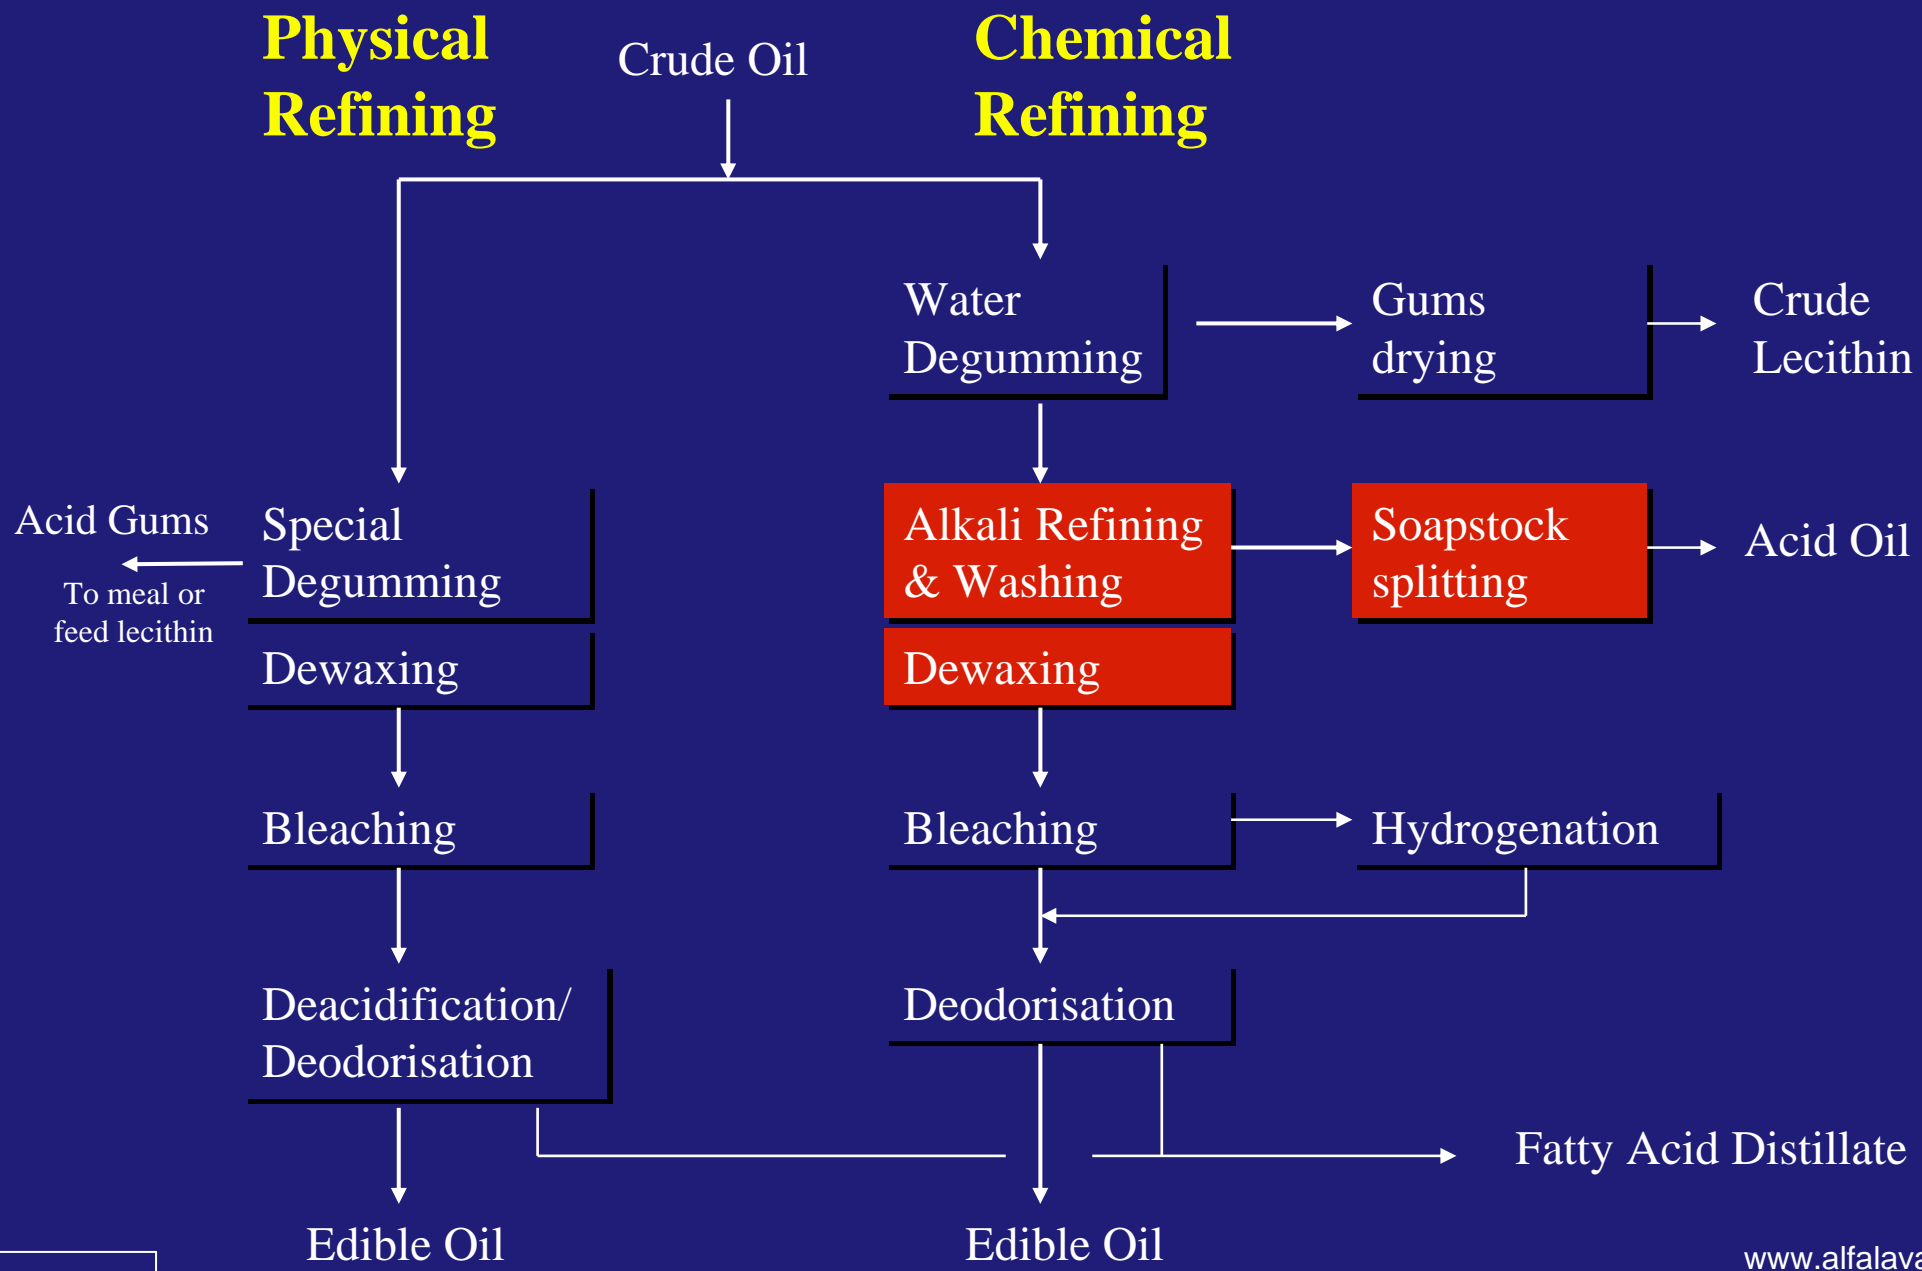 Physical
Refining
Crude Oil
Chemical
Refining
Water
Degumming
Gums
drying
Crude
Lecithin
Acid Gums
To meal or
feed lecithin
Special
Degumming
Alkali Refining
& Washing
Soapstock
splitting
Acid Oil
Dewaxing
Dewaxing
Bleaching
Bleaching
Hydrogenation
Deacidification/
Deodorisation
Deodorisation
Fatty Acid Distillate
Edible Oil
Edible Oil
www.alfalava